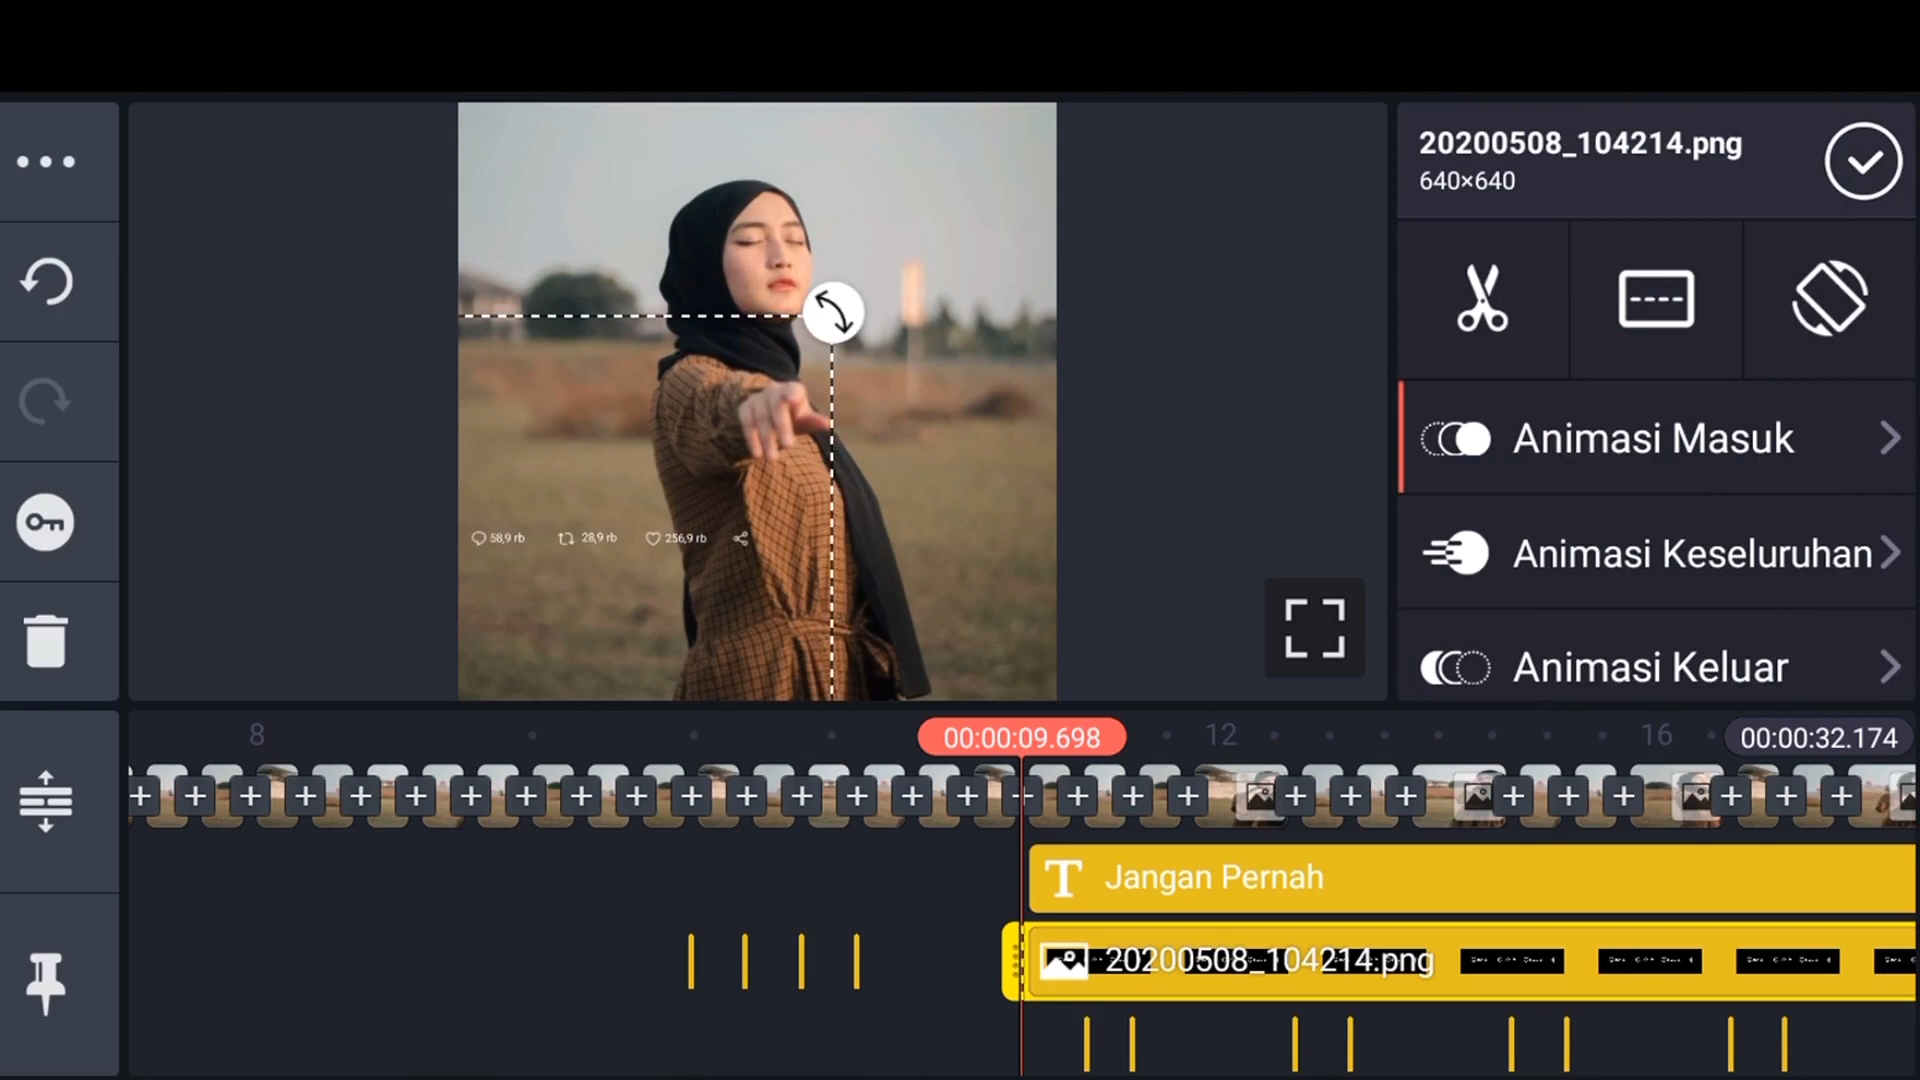 20200508_104214.png
640×640
Animasi Masuk
Animasi Keseluruhan
Animasi Keluar
58,9 rb 28,9 rb 256,9 rb
8 00:00:09.698 12 16 00:00:32.174
T Jangan Pernah
20200508_104214.png